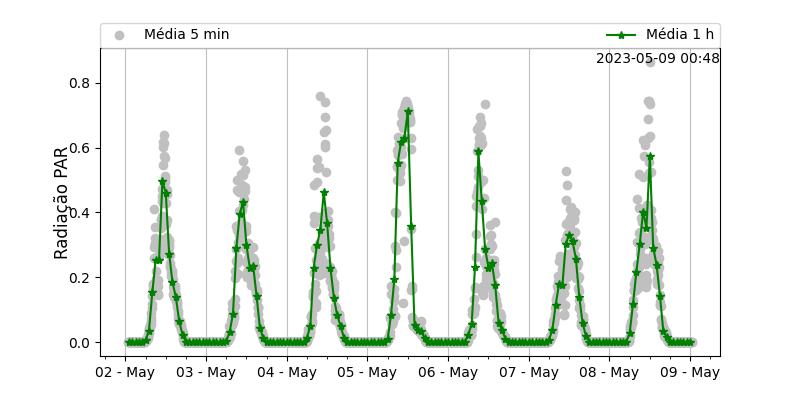 Média 5 min
Média 1 h
2023-05-09 00:48
Radiação PAR
0.8
0.6
0.4
0.2
0.0
02 - May
03 - May
04 - May
05 - May
06 - May
07 - May
08 - May
09 - May